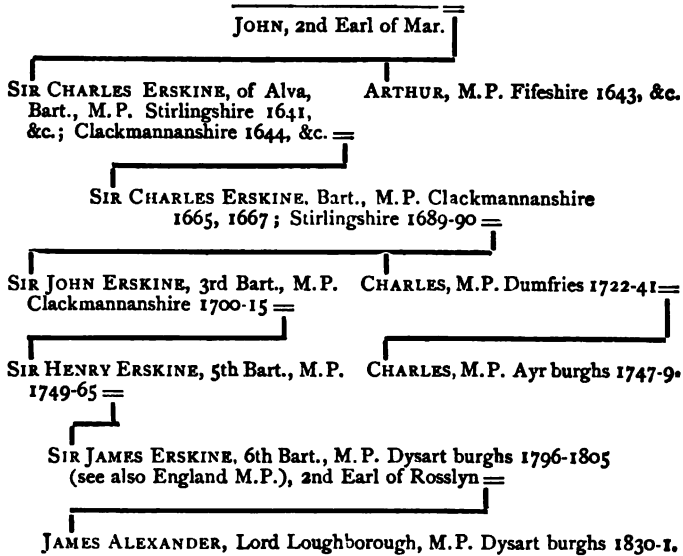 JOHN, 2nd Earl of Mar.
SIR CHARLES ERSKINE, of Alva,
Bart., M.P. Stirlingshire 1641,
&c.; Clackmannanshire 1644, &c.
ARTHUR, M.P. Fifeshire 1643, &c.
SIR CHARLES ERSKINE. Bart., M.P. Clackmannanshire
1665, 1667; Stirlingshire 1689-90
SIR JOHN ERSKINE, 3rd Bart., M.P.
Clackmannanshire 1700-15
CHARLES, M.P. Dumfries 1722-41
SIR HENRY ERSKINE, 5th Bart., M.P.
1749-65
CHARLES, M.P. Ayr burghs 1747-9.
SIR JAMES ERSKINE, 6th Bart., M.P. Dysart burghs 1796-1805
(see also England M.P.), 2nd Earl of Rosslyn
JAMES ALEXANDER, Lord Loughborough, M.P. Dysart burghs 1830-1.